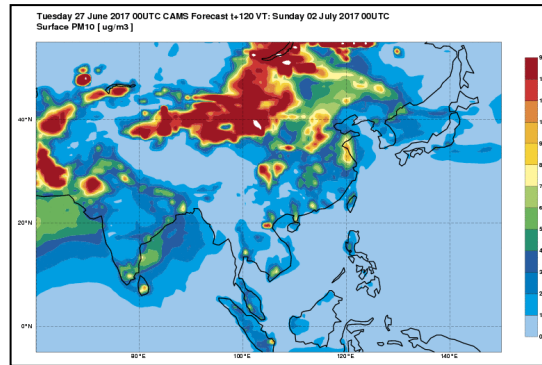 Tuesday 27 June 2017 00UTC CAMS Forecast t+120 VT: Sunday 02 July 2017 00UTC
Surface PM10 [ ug/m3 ]
40°N
20°N
0°N
80°E
100°E
120°E
140°E